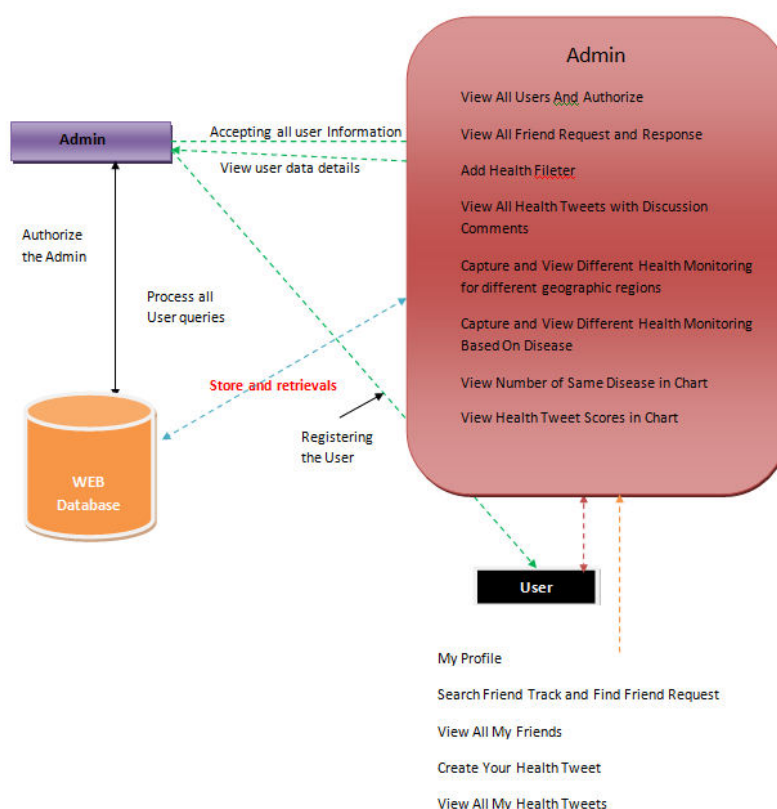 Admin
View All Users And Authorize
View All Friend Request and Response
Add Health Fileter
View All Health Tweets with Discussion
Comments
Capture and View Different Health Monitoring
for different geographic regions
Capture and View Different Health Monitoring
Based On Disease
View Number of Same Disease in Chart
View Health Tweet Scores in Chart
Admin
Accepting all user Information
View user data details
Authorize
the Admin
Process all
User queries
Store and retrievals
Registering
the User
WEB
Database
User
My Profile
Search Friend Track and Find Friend Request
View All My Friends
Create Your Health Tweet
View All My Health Tweets